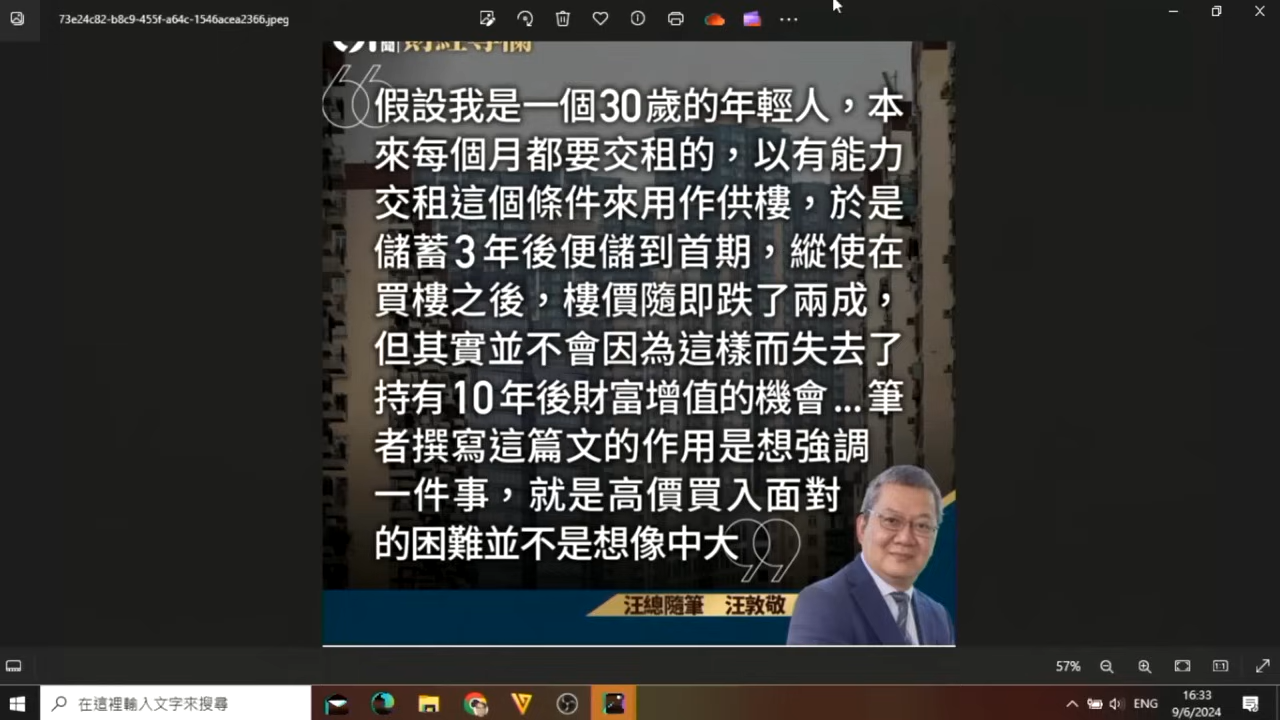 73e24c82-b8c9-455f-a64c-1546acea2366.jpeg
財經專欄
假設我是一個30歲的年輕人，本
來每個月都要交租的，以有能力
交租這個條件來用作供樓，於是
儲蓄3年後便儲到首期，縱使在
買樓之後，樓價隨即跌了兩成，
但其實並不會因為這樣而失去了
持有10年後財富增值的機會...筆
者撰寫這篇文的作用是想強調
一件事，就是高價買入面對
的困難並不是想像中大
汪總隨筆 汪敦敬
57%
在這裡輸入文字來搜尋
ENG
16:33
9/6/2024